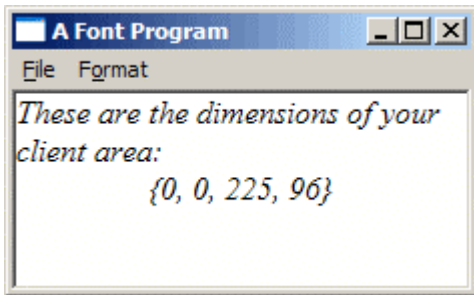 A Font Program
File Format
These are the dimensions of your
client area:
{0, 0, 225, 96}